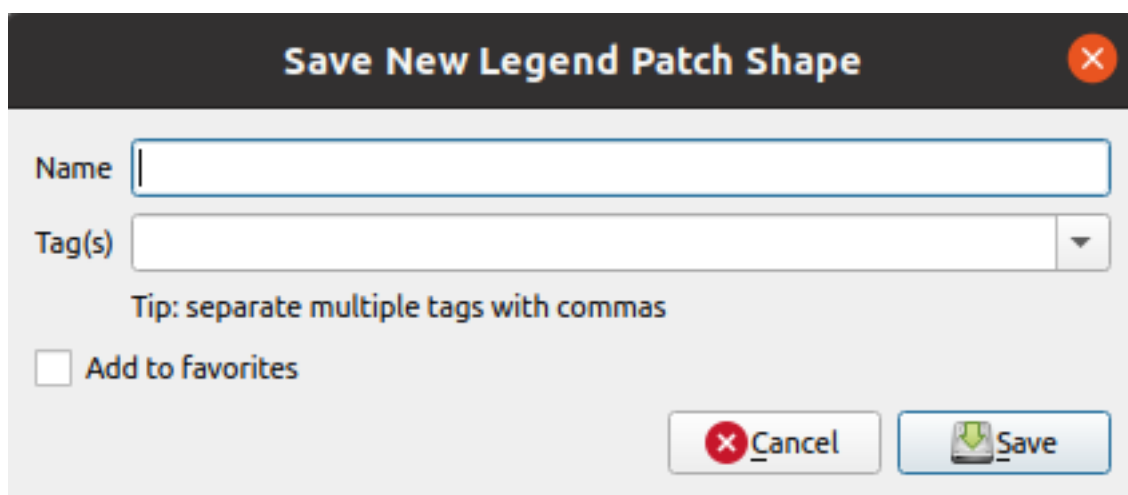 Save New Legend Patch Shape
Name
Tag(s)
Tip: separate multiple tags with commas
Add to favorites
Cancel Save